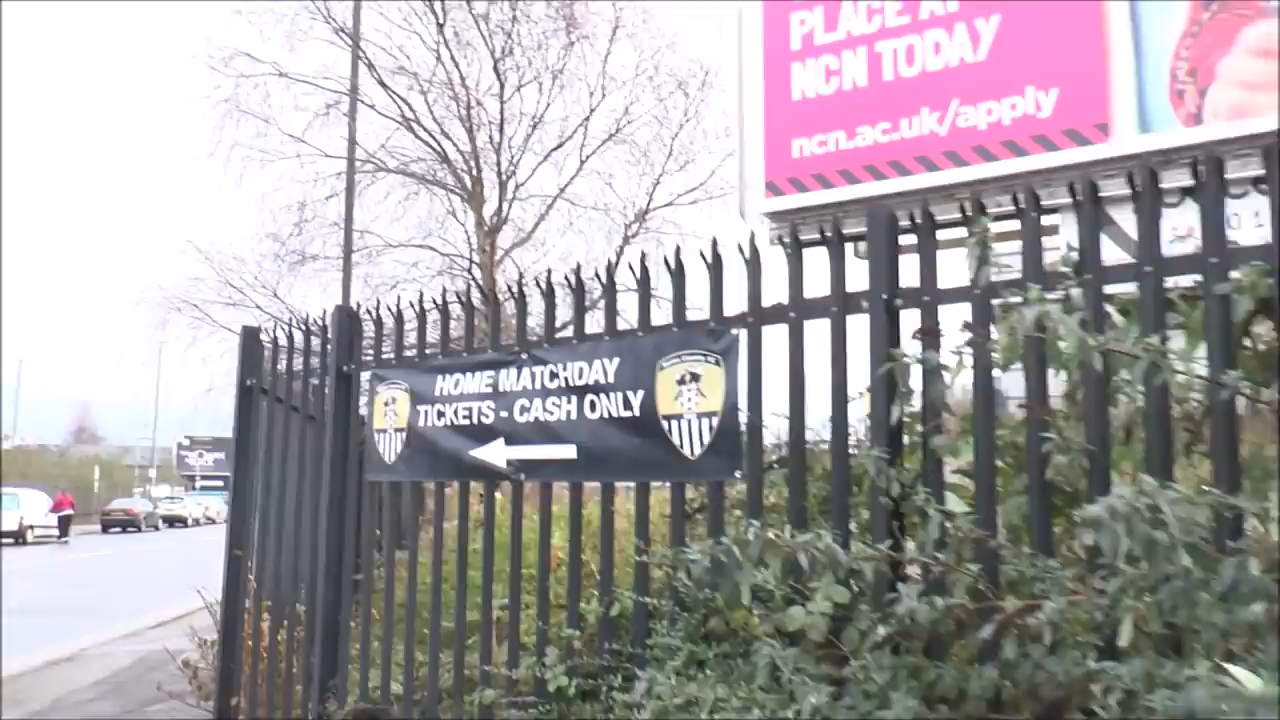 PLACE AT
NCN TODAY
ncn.ac.uk/apply
HOME MATCHDAY
TICKETS - CASH ONLY